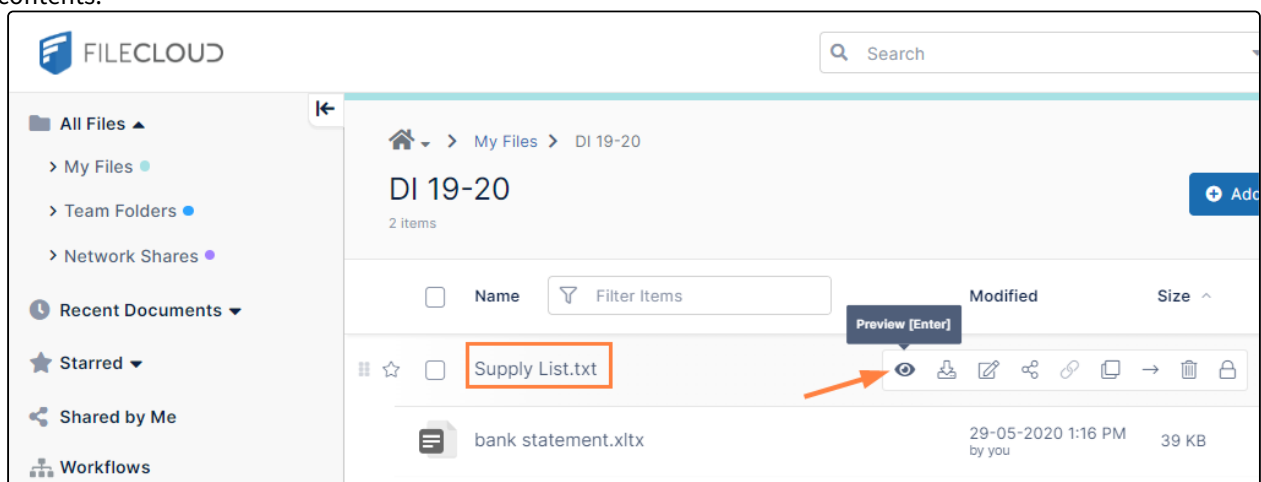 contents.
FILECLOUD
Search
All Files
My Files > DI 19-20
> My Files
DI 19-20
Add
> Team Folders
2 items
> Network Shares
Name
Filter Items
Modified
Size
Recent Documents
Preview [Enter]
Starred
Supply List.txt
Shared by Me
bank statement.xltx
29-05-2020 1:16 PM
39 KB
by you
Workflows